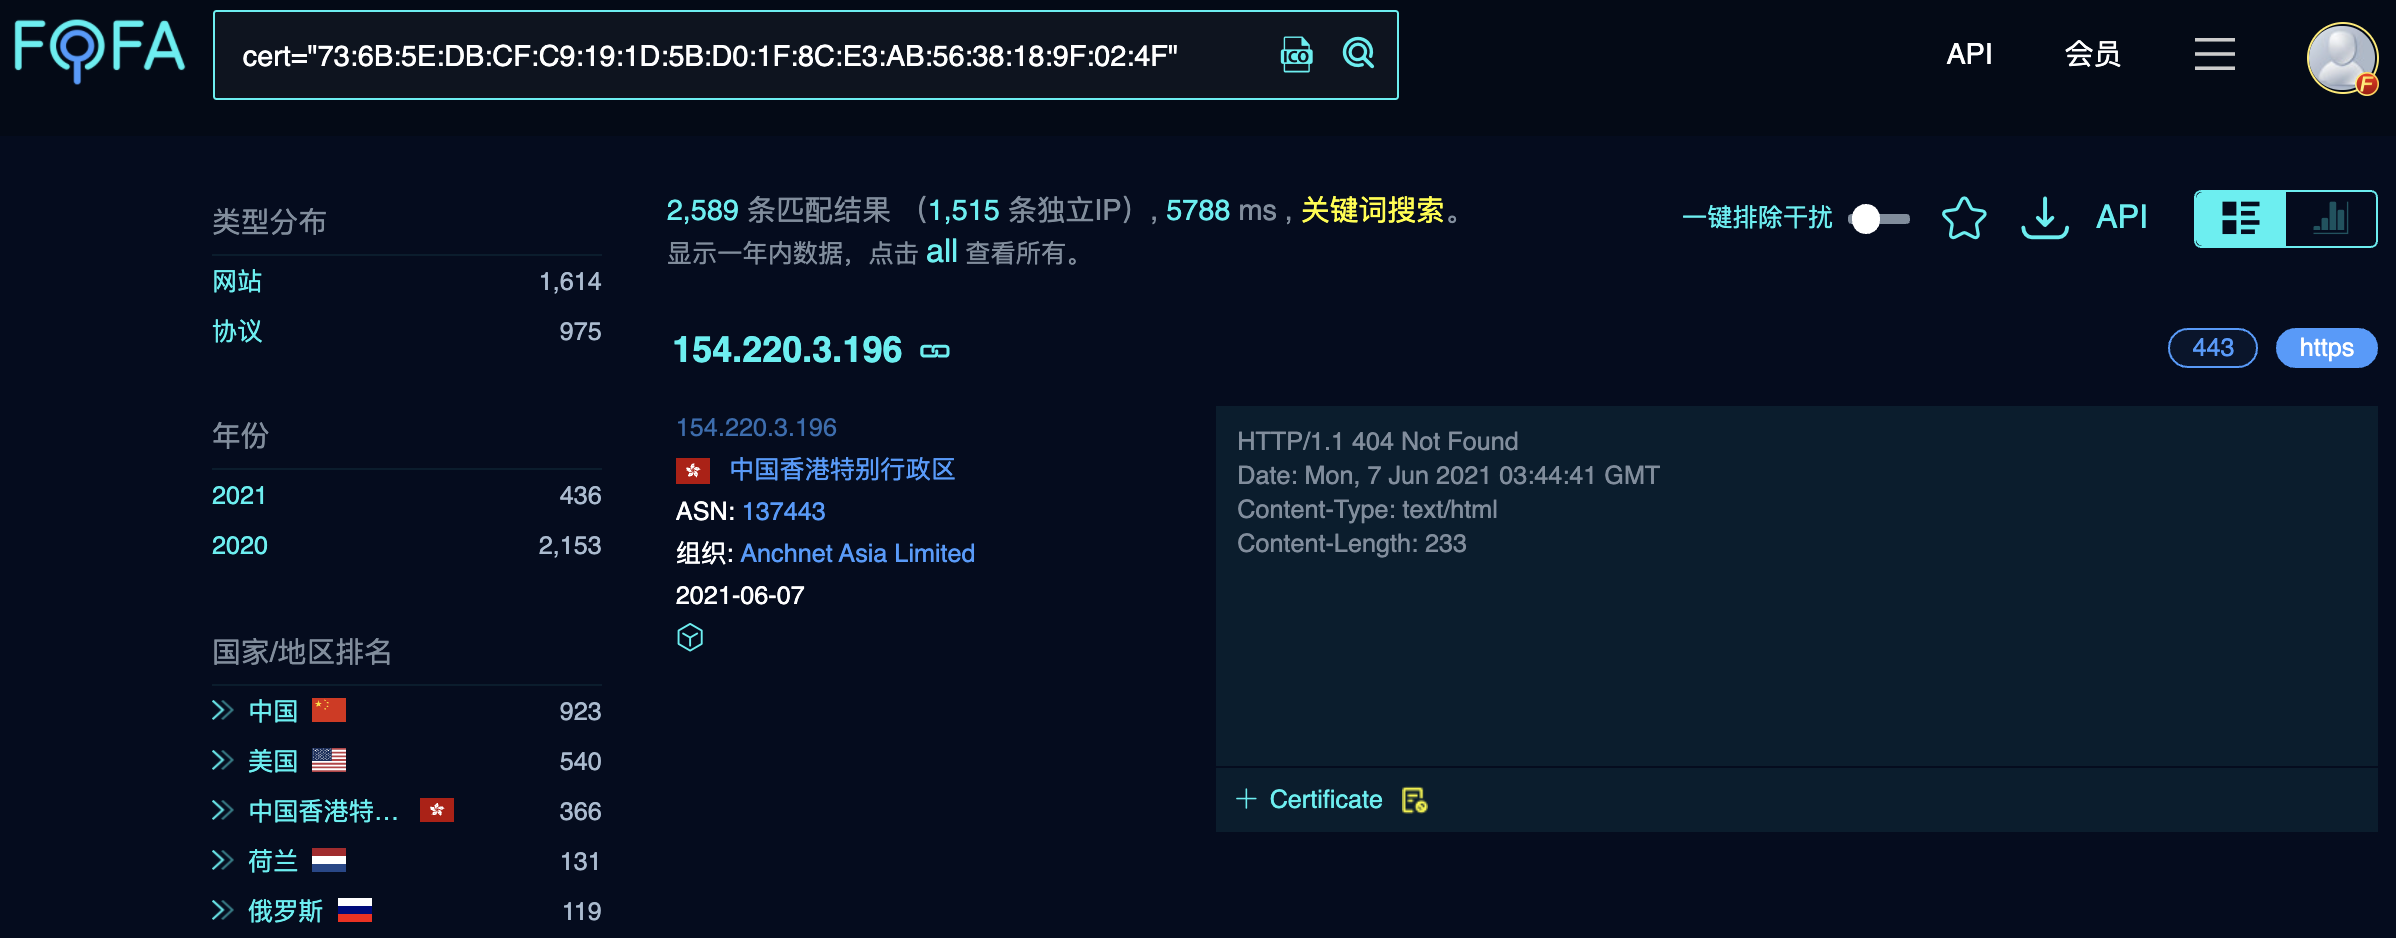 FOFA
cert="73:6B:5E:DB:CF:C9:19:1D:5B:D0:1F:8C:E3:AB:56:38:18:9F:02:4F"
ICO
API
会员
F
类型分布
网站 1,614
协议 975
年份
2021 436
2020 2,153
国家/地区排名
中国 923
美国 540
中国香港特... 366
荷兰 131
俄罗斯 119
2,589 条匹配结果 （1,515 条独立IP）, 5788 ms , 关键词搜索。
显示一年内数据，点击 all 查看所有。
一键排除干扰
API
154.220.3.196
443
https
154.220.3.196
中国香港特别行政区
ASN: 137443
组织: Anchnet Asia Limited
2021-06-07
HTTP/1.1 404 Not Found
Date: Mon, 7 Jun 2021 03:44:41 GMT
Content-Type: text/html
Content-Length: 233
+ Certificate